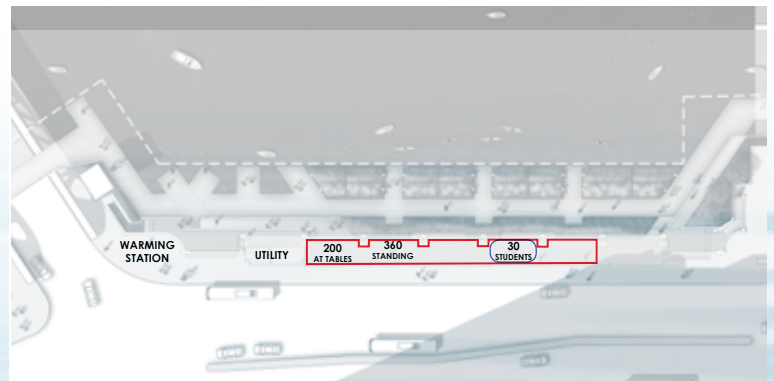 WARMING
STATION
UTILITY
200
AT TABLES
360
STANDING
30
STUDENTS